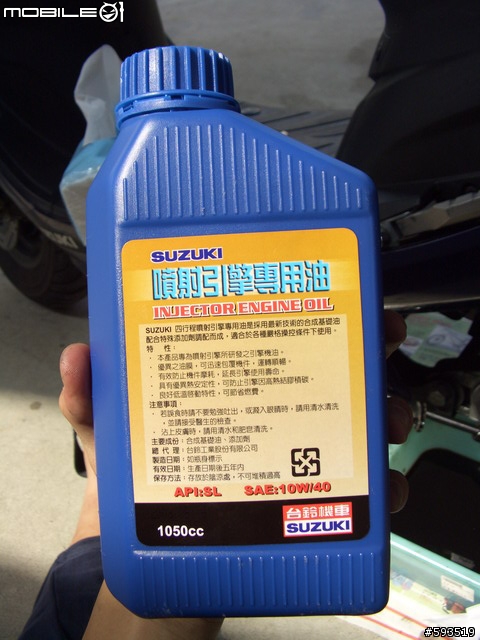 MOBILE01
SUZUKI
噴射引擎專用油
INJECTOR ENGINE OIL
SUZUKI 四行程噴射引擎專用油是採用最新技術的合成基礎油
配合特殊添加劑調配而成，適合於各種嚴格操控條件下使用。
特　性：
· 本產品專為噴射引擎所研發之引擎機油。
· 優異之油膜，可迅速包覆機件，運轉順暢。
· 有效防止機件摩耗，延長引擎使用壽命。
· 具有優異熱安定性，可防止引擎因高熱結膠積碳。
· 良好低溫啓動特性，可節省燃費。
注意事項：
· 若誤食時請不要勉強吐出，或濺入眼睛時，請用清水清洗
，並請接受醫生的檢查。
· 沾上皮膚時，請用清水和肥皂清洗。
主要成份：合成基礎油、添加劑
總 代 理：台鈴工業股份有限公司
製造日期：如瓶身標示
有效日期：生產日期後五年內
保存方法：存放於陰涼處，不可堆積過高
API:SL SAE:10W/40
1050cc
台鈴機車
SUZUKI
#593519